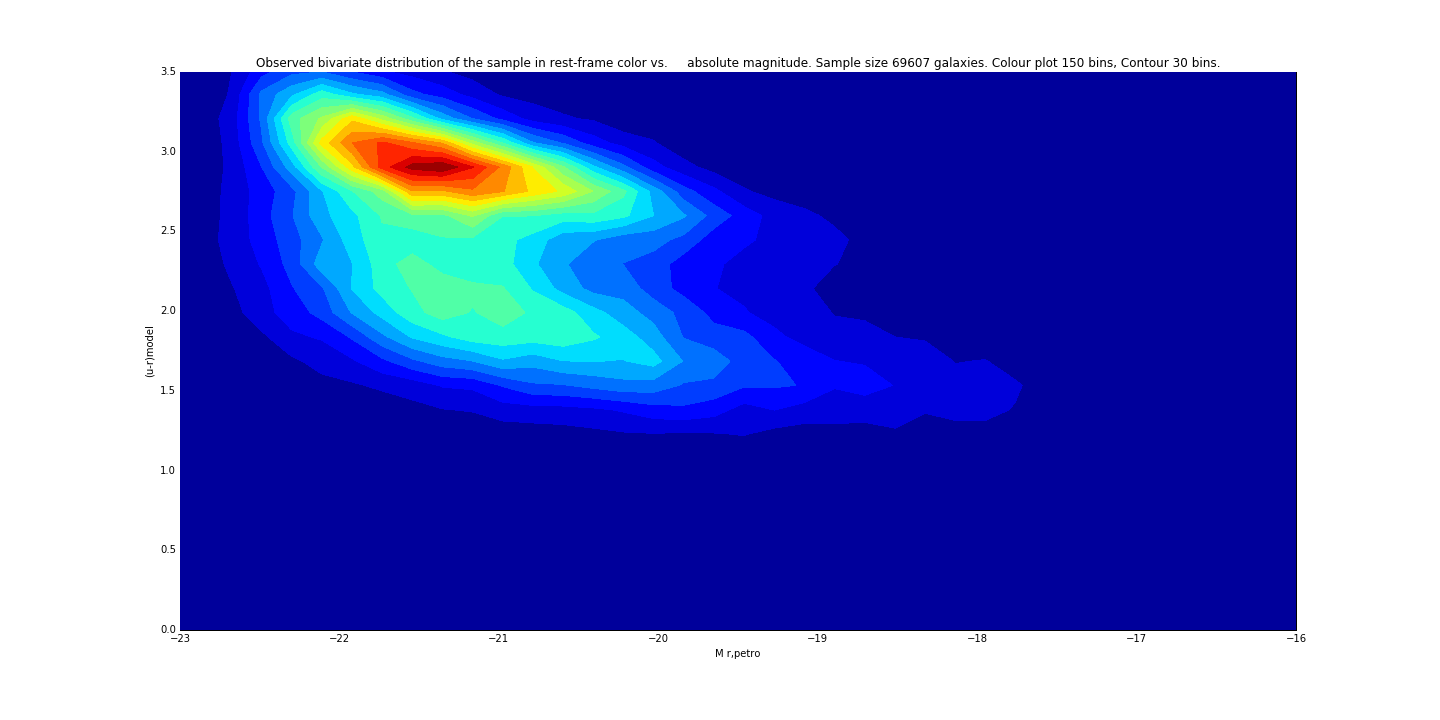 Observed bivariate distribution of the sample in rest-frame color vs.     absolute magnitude. Sample size 69607 galaxies. Colour plot 150 bins, Contour 30 bins.
3.5
3.0
2.5
2.0
(u-r)model
1.5
1.0
0.5
0.0
−23 −22 −21 −20 −19 −18 −17 −16
M r,petro